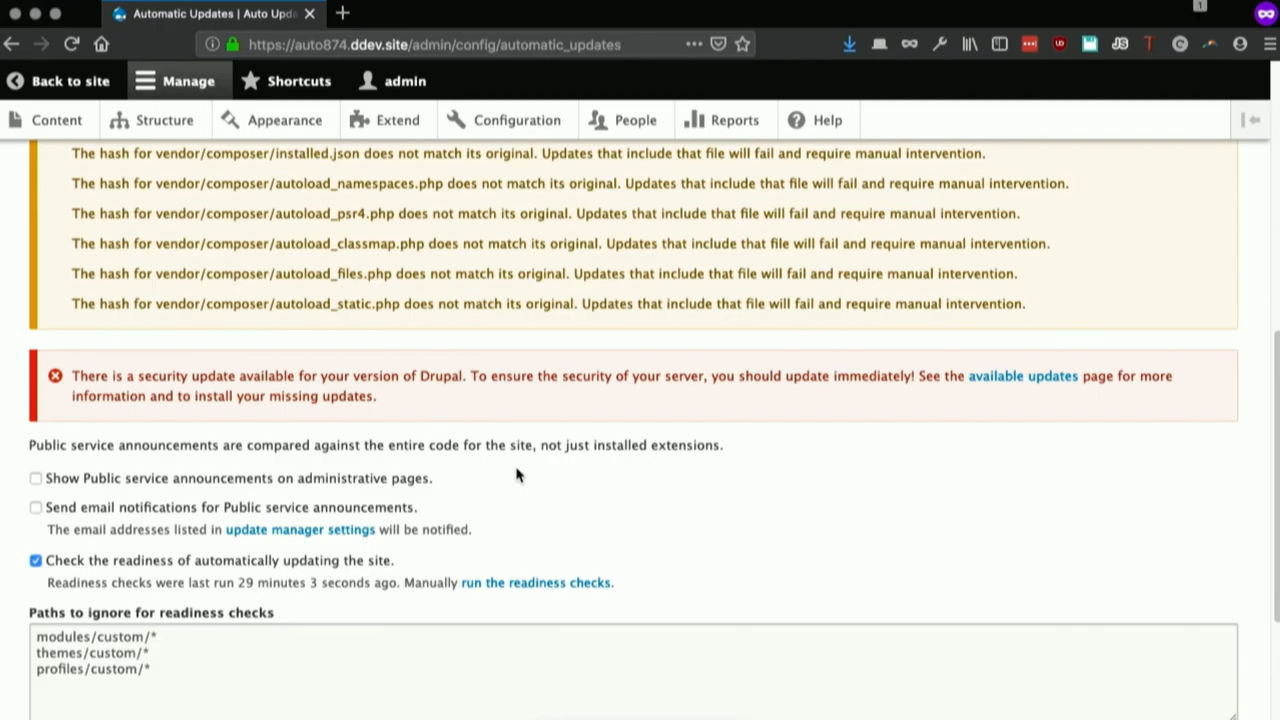 1
Automatic Updates | Auto Upd
https://auto874.ddev.site/admin/config/automatic_updates
Back to site
Manage
Shortcuts
admin
Content
Structure
Appearance
Extend
Configuration
People
Reports
Help
The hash for vendor/composer/installed.json does not match its original. Updates that include that file will fail and require manual intervention.
The hash for vendor/composer/autoload_namespaces.php does not match its original. Updates that include that file will fail and require manual intervention.
The hash for vendor/composer/autoload_psr4.php does not match its original. Updates that include that file will fail and require manual intervention.
The hash for vendor/composer/autoload_classmap.php does not match its original. Updates that include that file will fail and require manual intervention.
The hash for vendor/composer/autoload_files.php does not match its original. Updates that include that file will fail and require manual intervention.
The hash for vendor/composer/autoload_static.php does not match its original. Updates that include that file will fail and require manual intervention.
There is a security update available for your version of Drupal. To ensure the security of your server, you should update immediately! See the available updates page for more
information and to install your missing updates.
Public service announcements are compared against the entire code for the site, not just installed extensions.
Show Public service announcements on administrative pages.
Send email notifications for Public service announcements.
The email addresses listed in update manager settings will be notified.
Check the readiness of automatically updating the site.
Readiness checks were last run 29 minutes 3 seconds ago. Manually run the readiness checks.
Paths to ignore for readiness checks
modules/custom/*
themes/custom/*
profiles/custom/*